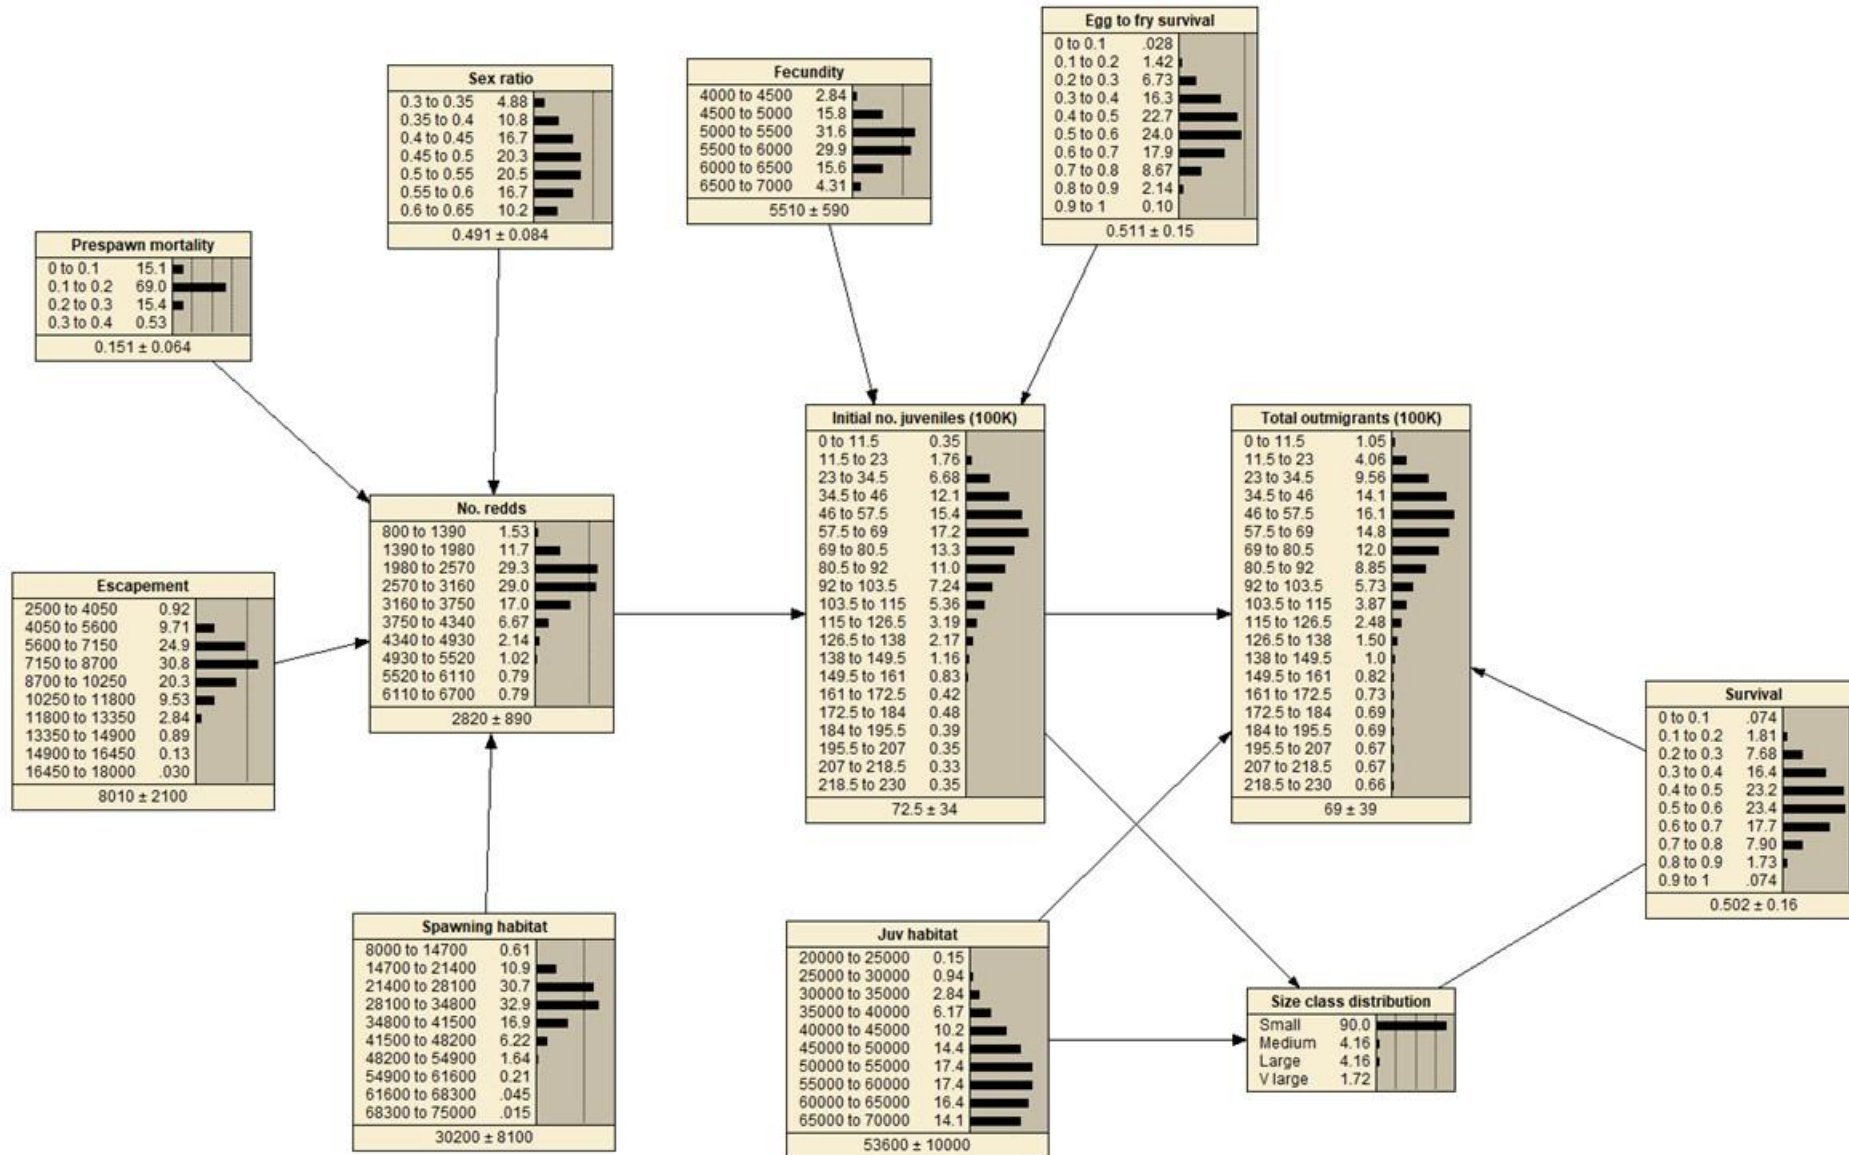 Egg to fry survival
0 to 0.1 .028
0.1 to 0.2 1.42
0.2 to 0.3 6.73
0.3 to 0.4 16.3
0.4 to 0.5 22.7
0.5 to 0.6 24.0
0.6 to 0.7 17.9
0.7 to 0.8 8.67
0.8 to 0.9 2.14
0.9 to 1 0.10
0.511 ± 0.15
Sex ratio
0.3 to 0.35 4.88
0.35 to 0.4 10.8
0.4 to 0.45 16.7
0.45 to 0.5 20.3
0.5 to 0.55 20.5
0.55 to 0.6 16.7
0.6 to 0.65 10.2
0.491 ± 0.084
Fecundity
4000 to 4500 2.84
4500 to 5000 15.8
5000 to 5500 31.6
5500 to 6000 29.9
6000 to 6500 15.6
6500 to 7000 4.31
5510 ± 590
Prespawn mortality
0 to 0.1 15.1
0.1 to 0.2 69.0
0.2 to 0.3 15.4
0.3 to 0.4 0.53
0.151 ± 0.064
Initial no. juveniles (100K)
0 to 11.5 0.35
11.5 to 23 1.76
23 to 34.5 6.68
34.5 to 46 12.1
46 to 57.5 15.4
57.5 to 69 17.2
69 to 80.5 13.3
80.5 to 92 11.0
92 to 103.5 7.24
103.5 to 115 5.36
115 to 126.5 3.19
126.5 to 138 2.17
138 to 149.5 1.16
149.5 to 161 0.83
161 to 172.5 0.42
172.5 to 184 0.48
184 to 195.5 0.39
195.5 to 207 0.35
207 to 218.5 0.33
218.5 to 230 0.35
72.5 ± 34
Total outmigrants (100K)
0 to 11.5 1.05
11.5 to 23 4.06
23 to 34.5 9.56
34.5 to 46 14.1
46 to 57.5 16.1
57.5 to 69 14.8
69 to 80.5 12.0
80.5 to 92 8.85
92 to 103.5 5.73
103.5 to 115 3.87
115 to 126.5 2.48
126.5 to 138 1.50
138 to 149.5 1.0
149.5 to 161 0.82
161 to 172.5 0.73
172.5 to 184 0.69
184 to 195.5 0.69
195.5 to 207 0.67
207 to 218.5 0.67
218.5 to 230 0.66
69 ± 39
No. redds
800 to 1390 1.53
1390 to 1980 11.7
1980 to 2570 29.3
2570 to 3160 29.0
3160 to 3750 17.0
3750 to 4340 6.67
4340 to 4930 2.14
4930 to 5520 1.02
5520 to 6110 0.79
6110 to 6700 0.79
2820 ± 890
Escapement
2500 to 4050 0.92
4050 to 5600 9.71
5600 to 7150 24.9
7150 to 8700 30.8
8700 to 10250 20.3
10250 to 11800 9.53
11800 to 13350 2.84
13350 to 14900 0.89
14900 to 16450 0.13
16450 to 18000 .030
8010 ± 2100
Survival
0 to 0.1 .074
0.1 to 0.2 1.81
0.2 to 0.3 7.68
0.3 to 0.4 16.4
0.4 to 0.5 23.2
0.5 to 0.6 23.4
0.6 to 0.7 17.7
0.7 to 0.8 7.90
0.8 to 0.9 1.73
0.9 to 1 .074
0.502 ± 0.16
Spawning habitat
8000 to 14700 0.61
14700 to 21400 10.9
21400 to 28100 30.7
28100 to 34800 32.9
34800 to 41500 16.9
41500 to 48200 6.22
48200 to 54900 1.64
54900 to 61600 0.21
61600 to 68300 .045
68300 to 75000 .015
30200 ± 8100
Juv habitat
20000 to 25000 0.15
25000 to 30000 0.94
30000 to 35000 2.84
35000 to 40000 6.17
40000 to 45000 10.2
45000 to 50000 14.4
50000 to 55000 17.4
55000 to 60000 17.4
60000 to 65000 16.4
65000 to 70000 14.1
53600 ± 10000
Size class distribution
Small 90.0
Medium 4.16
Large 4.16
V large 1.72